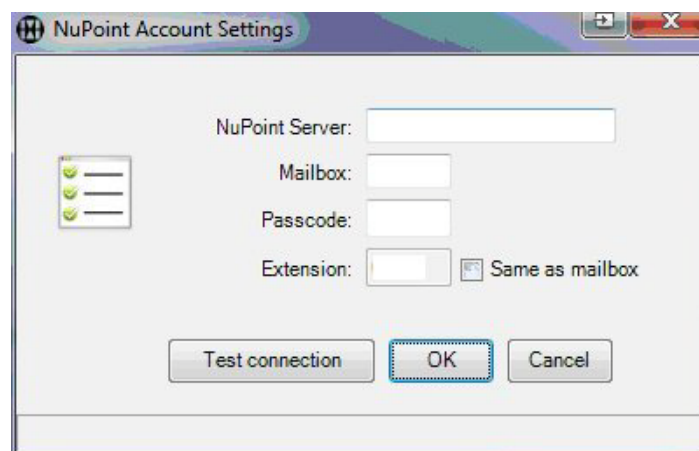 NuPoint Account Settings
NuPoint Server:
Mailbox:
Passcode:
Extension: Same as mailbox
Test connection OK Cancel